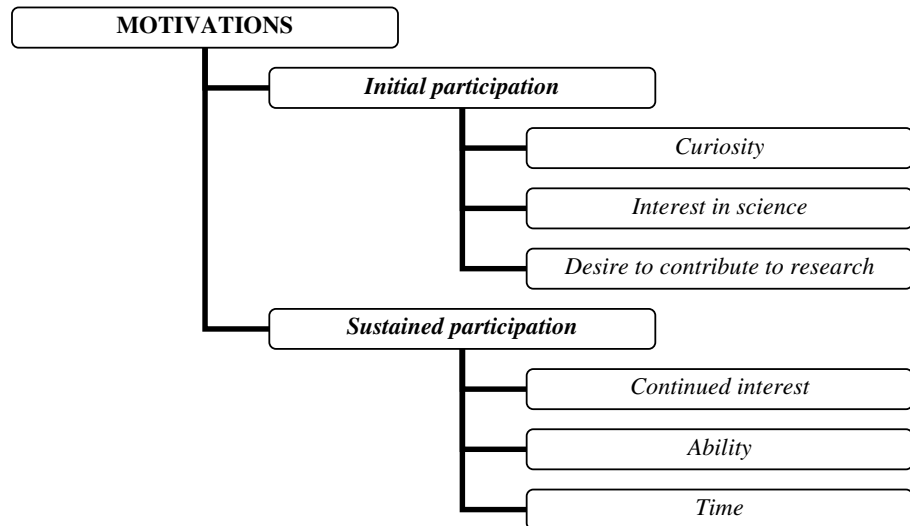 MOTIVATIONS
Initial participation
Curiosity
Interest in science
Desire to contribute to research
Sustained participation
Continued interest
Ability
Time